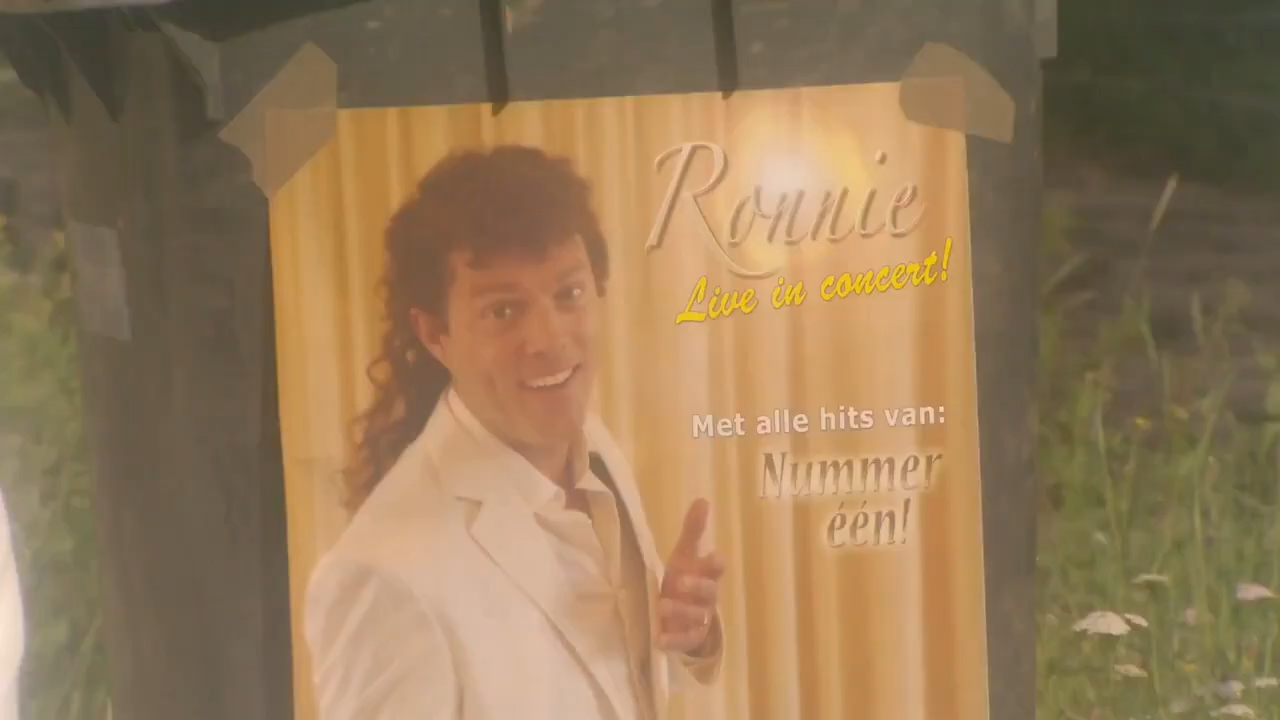 Ronnie
Live in concert!
Met alle hits van:
Nummer
één!